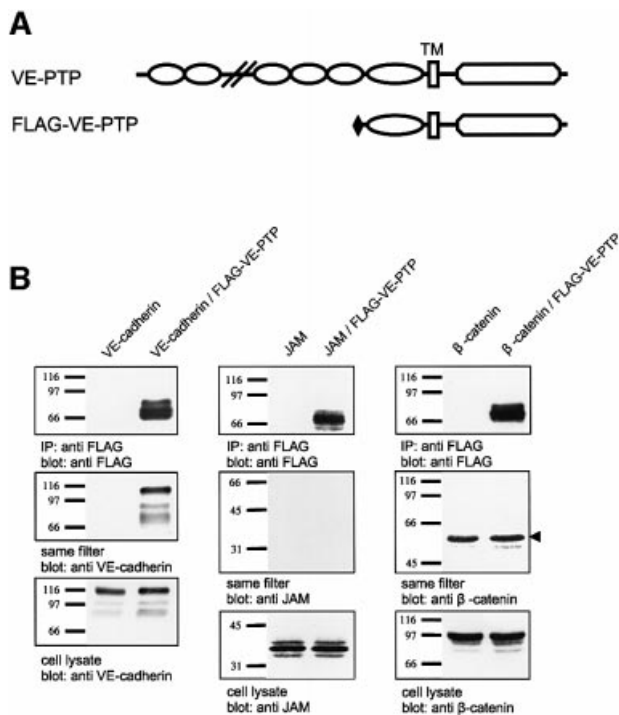 A
TM
VE-PTP
FLAG-VE-PTP
B
VE-cadherin
VE-cadherin / FLAG-VE-PTP
116
97
66
IP: anti FLAG
blot: anti FLAG
116
97
66
same filter
blot: anti VE-cadherin
116
97
66
cell lysate
blot: anti VE-cadherin
JAM
JAM / FLAG-VE-PTP
116
97
66
IP: anti FLAG
blot: anti FLAG
66
45
31
same filter
blot: anti JAM
45
31
cell lysate
blot: anti JAM
β -catenin
β -catenin / FLAG-VE-PTP
116
97
66
IP: anti FLAG
blot: anti FLAG
116
97
66
45
same filter
blot: anti β -catenin
116
97
66
cell lysate
blot: anti β-catenin